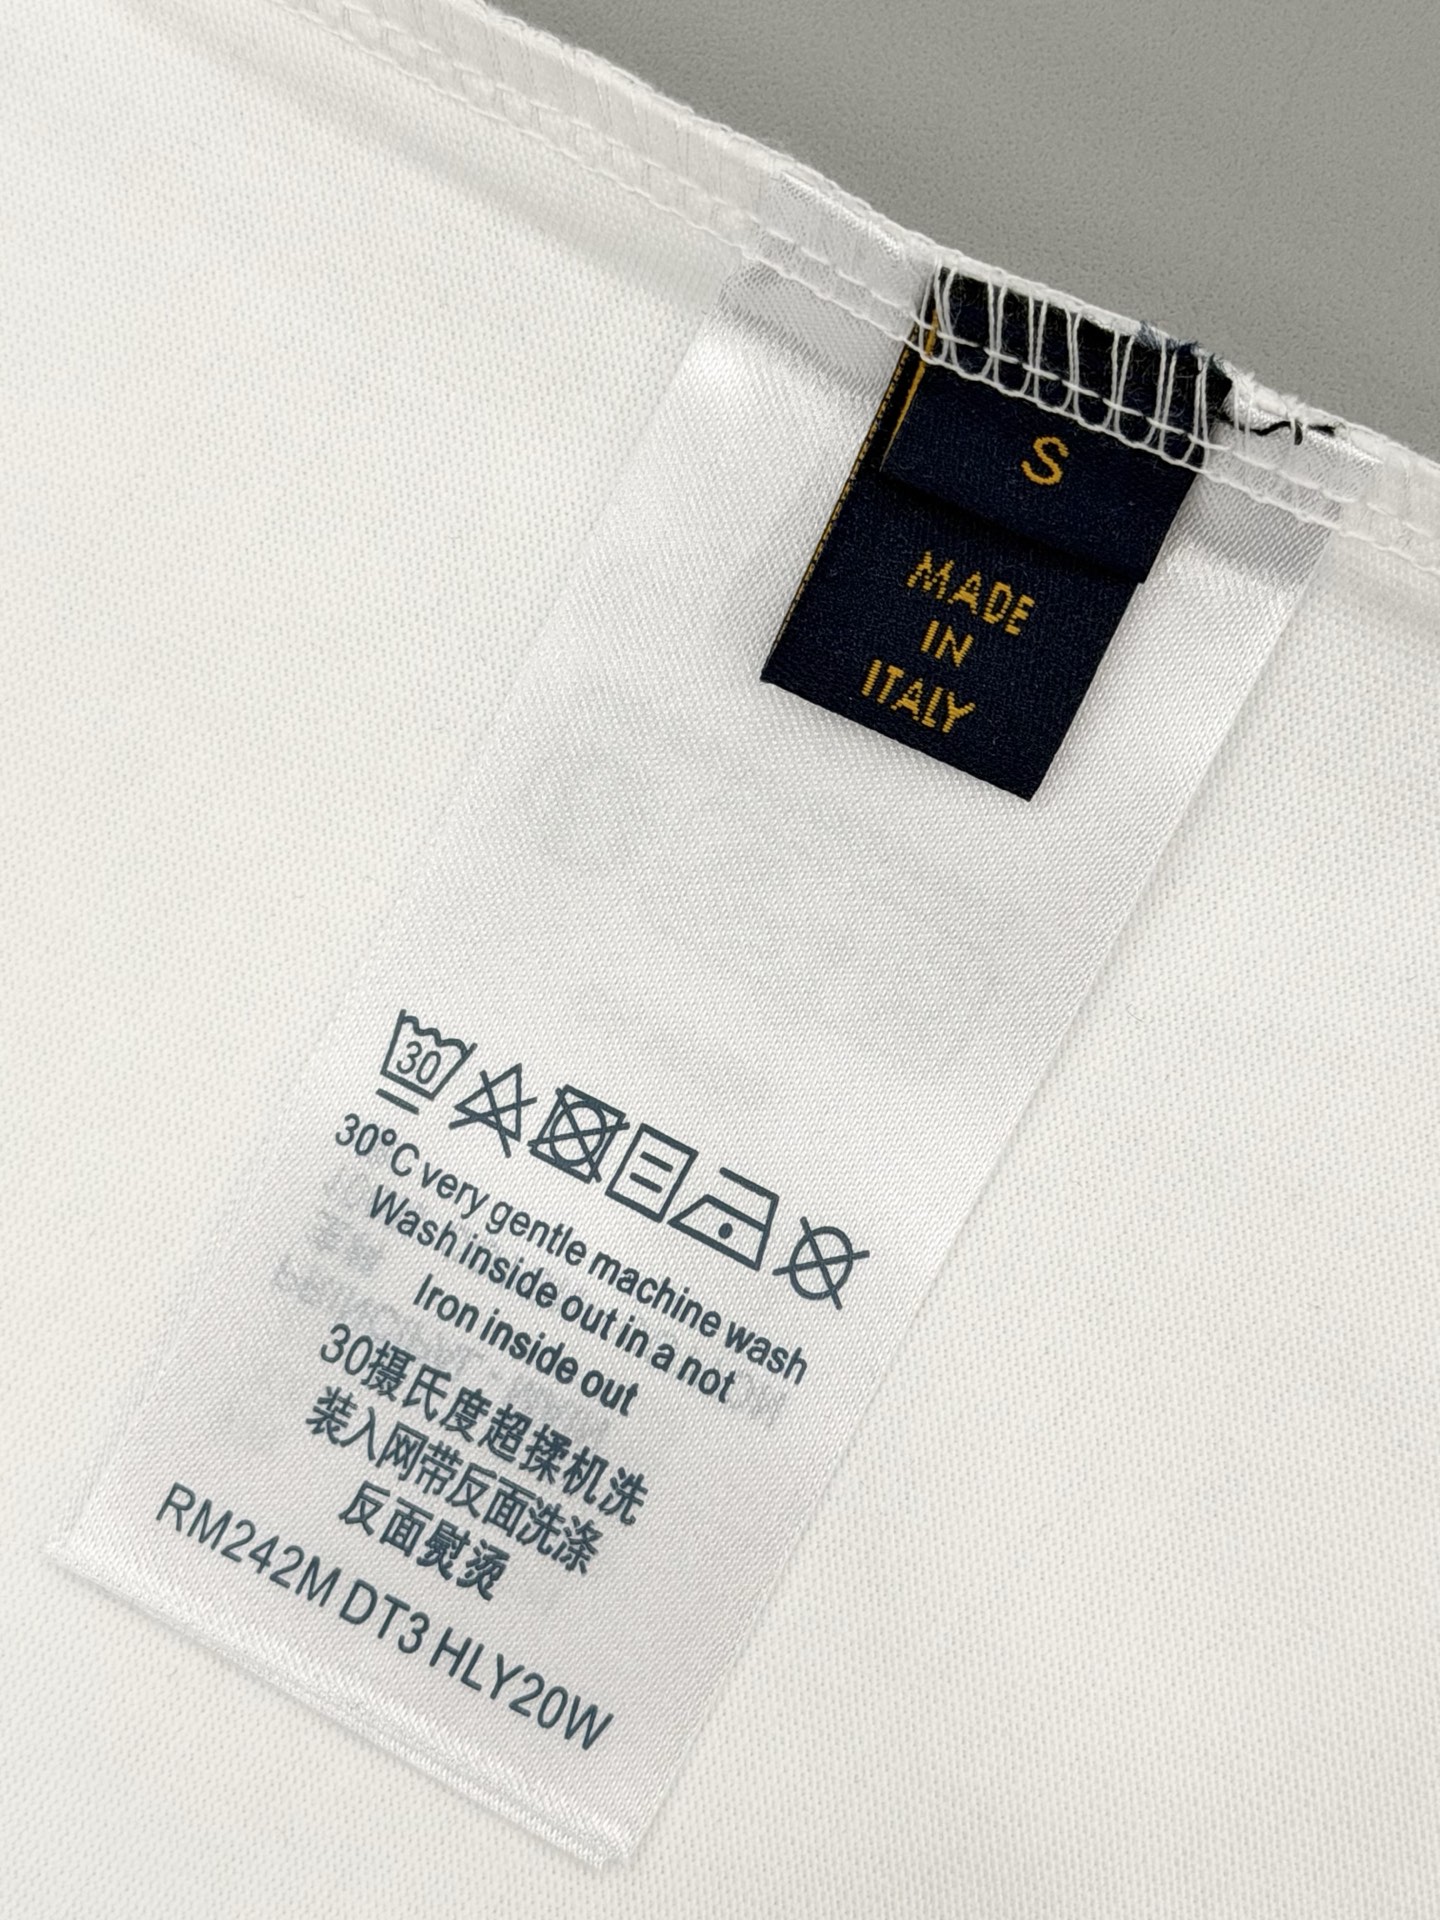 S
MADE
IN
ITALY
30
30°C very gentle machine wash
Wash inside out in a not
Iron inside out
30摄氏度超揉机洗
装入网带反面洗涤
反面熨烫
RM242M DT3 HLY20W